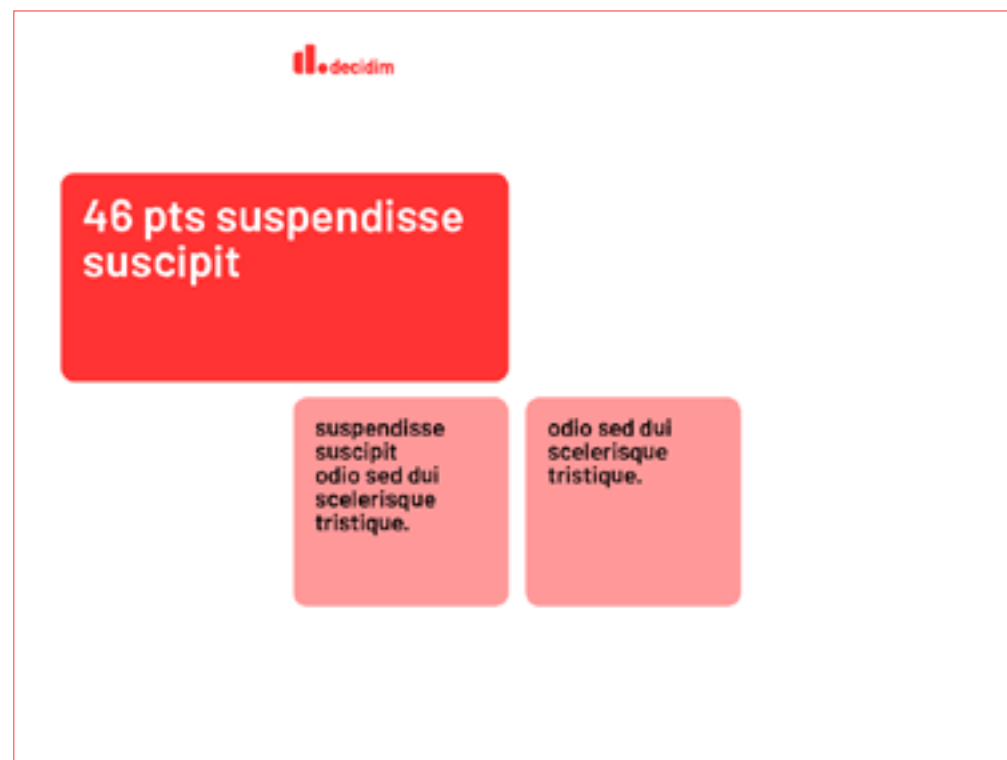 decidim
46 pts suspendisse
suscipit
suspendisse
suscipit
odio sed dui
scelerisque
tristique.
odio sed dui
scelerisque
tristique.